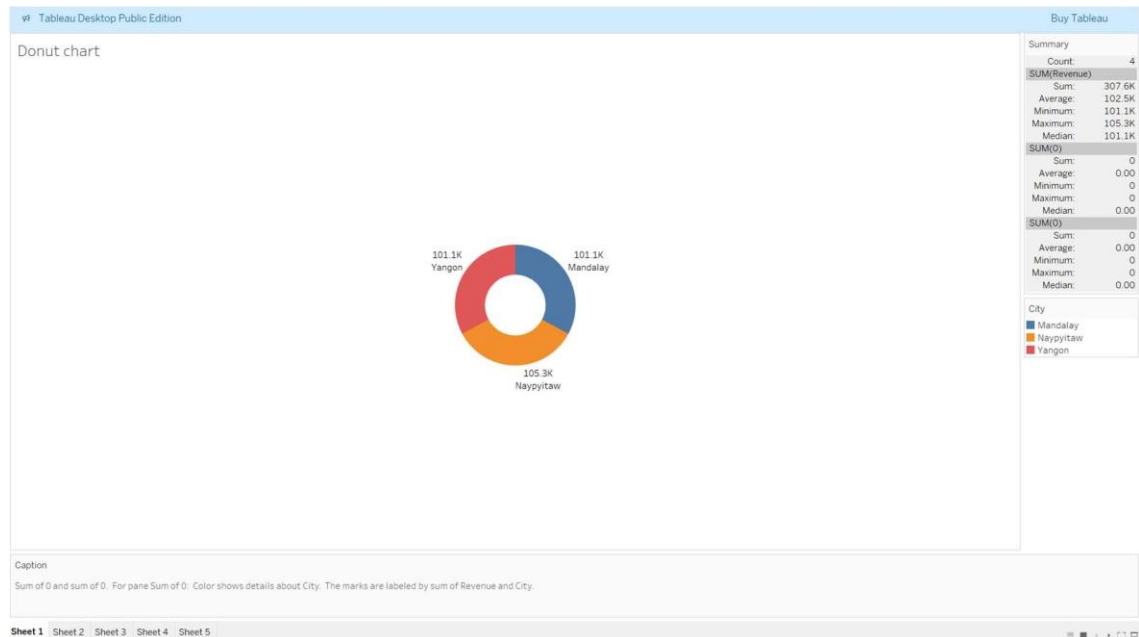 Tableau Desktop Public Edition
Buy Tableau
Donut chart
101.1K
Yangon
101.1K
Mandalay
105.3K
Naypyitaw
Summary
Count: 4
SUM(Revenue)
Sum: 307.6K
Average: 102.5K
Minimum: 101.1K
Maximum: 105.3K
Median: 101.1K
SUM(0)
Sum: 0
Average: 0.00
Minimum: 0
Maximum: 0
Median: 0.00
SUM(0)
Sum: 0
Average: 0.00
Minimum: 0
Maximum: 0
Median: 0.00
City
Mandalay
Naypyitaw
Yangon
Caption
Sum of 0 and sum of 0. For pane Sum of 0: Color shows details about City. The marks are labeled by sum of Revenue and City.
Sheet 1 Sheet 2 Sheet 3 Sheet 4 Sheet 5